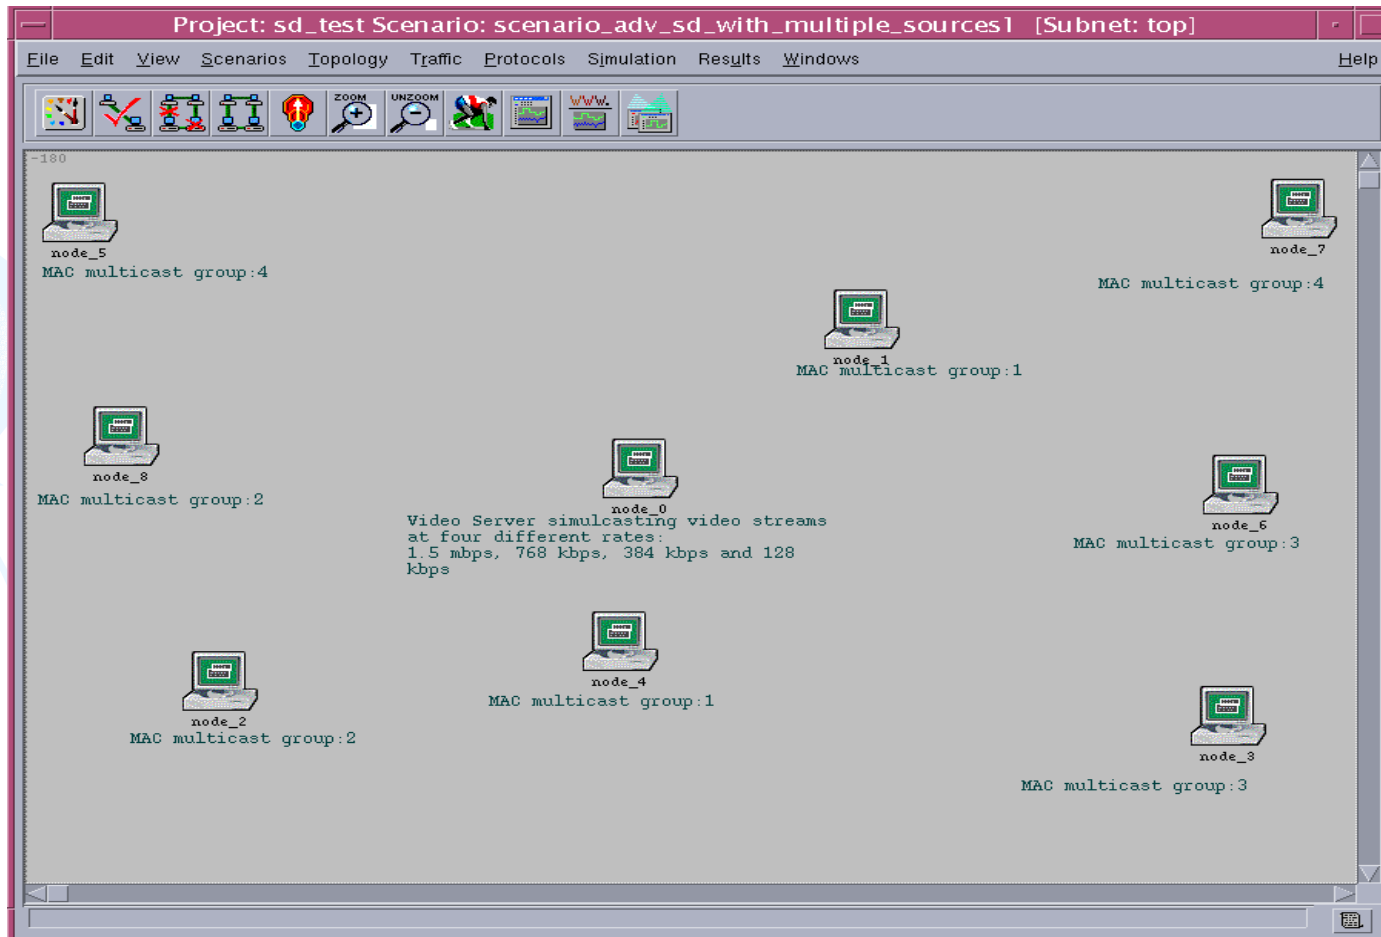 Project: sd_test Scenario: scenario_adv_sd_with_multiple_sources1 [Subnet: top]
File Edit View Scenarios Topology Traffic Protocols Simulation Results Windows Help
ZOOM UNZOOM WWW.
-180
node_5
MAC multicast group:4
node_7
MAC multicast group:4
node_1
MAC multicast group:1
node_8
MAC multicast group:2
node_0
Video Server simulcasting video streams
at four different rates:
1.5 mbps, 768 kbps, 384 kbps and 128
kbps
node_6
MAC multicast group:3
node_4
MAC multicast group:1
node_2
MAC multicast group:2
node_3
MAC multicast group:3